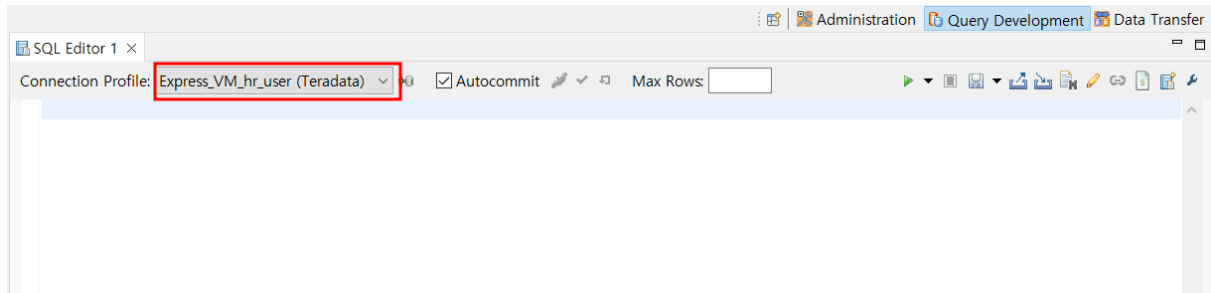 Administration Query Development Data Transfer
SQL Editor 1
Connection Profile: Express_VM_hr_user (Teradata) Autocommit Max Rows: